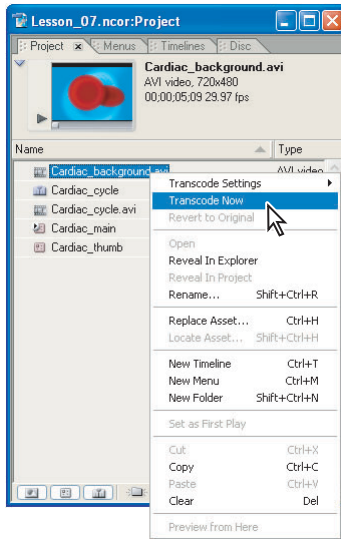 Lesson_07.ncor:Project
Project Menus Timelines Disc
Cardiac_background.avi
AVI video, 720x480
00;00;05;09 29.97 fps
Name Type
Cardiac_background.avi AVI video
Cardiac_cycle
Cardiac_cycle.avi
Cardiac_main
Cardiac_thumb
Transcode Settings
Transcode Now
Revert to Original
Open
Reveal In Explorer
Reveal In Project
Rename... Shift+Ctrl+R
Replace Asset... Ctrl+H
Locate Asset... Shift+Ctrl+H
New Timeline Ctrl+T
New Menu Ctrl+M
New Folder Shift+Ctrl+N
Set as First Play
Cut Ctrl+X
Copy Ctrl+C
Paste Ctrl+V
Clear Del
Preview from Here